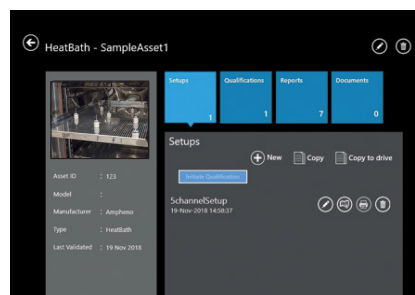 HeatBath - SampleAsset1
Setups
1
Qualifications
1
Reports
7
Documents
0
Setups
New
Copy
Copy to drive
Initiate Qualification
5channelSetup
19-Nov-2018 14:58:37
Asset ID : 123
Model :
Manufacturer : Ampheno
Type : HeatBath
Last Validated : 19 Nov 2018